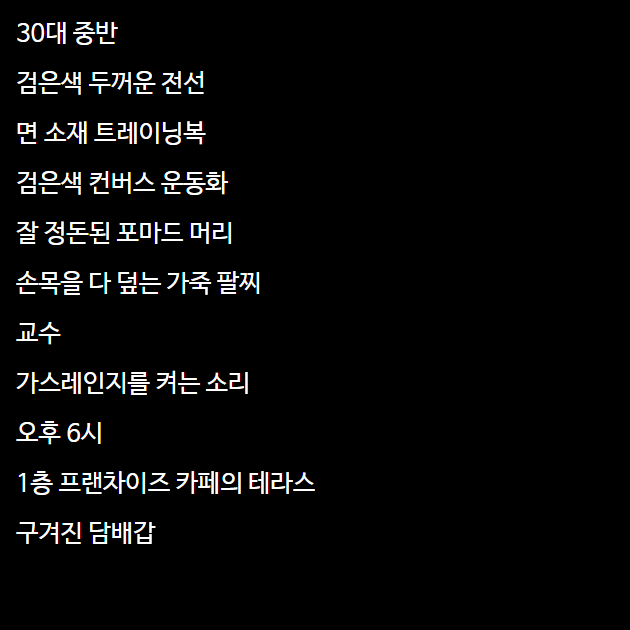 30대 중반
검은색 두꺼운 전선
면 소재 트레이닝복
검은색 컨버스 운동화
잘 정돈된 포마드 머리
손목을 다 덮는 가죽 팔찌
교수
가스레인지를 켜는 소리
오후 6시
1층 프랜차이즈 카페의 테라스
구겨진 담배갑